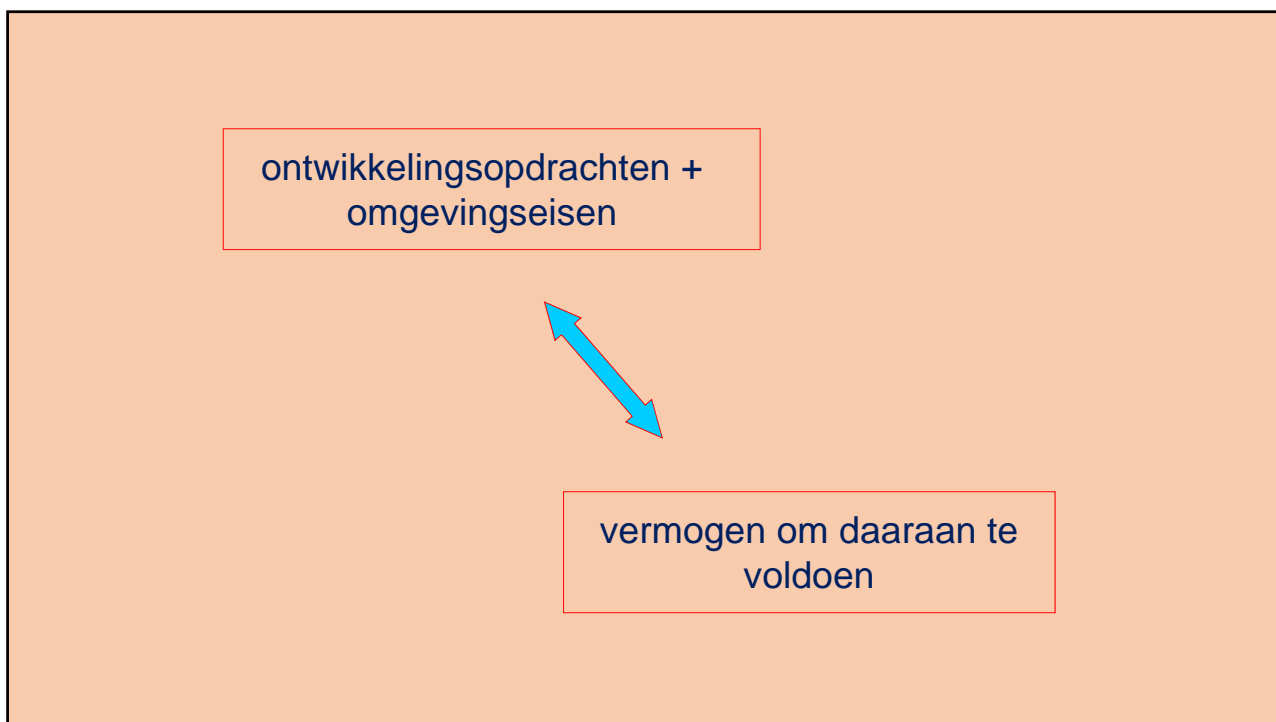 ontwikkelingsopdrachten +
omgevingseisen
vermogen om daaraan te
voldoen